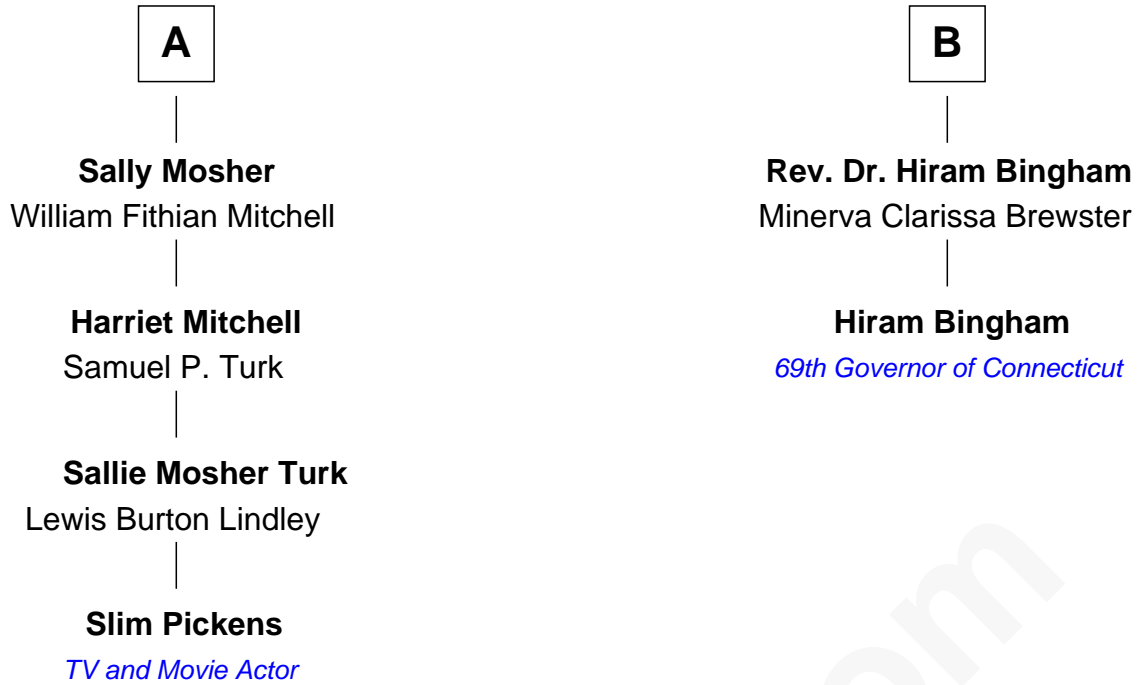 A
Sally Mosher
William Fithian Mitchell
Harriet Mitchell
Samuel P. Turk
Sallie Mosher Turk
Lewis Burton Lindley
Slim Pickens
TV and Movie Actor
B
Rev. Dr. Hiram Bingham
Minerva Clarissa Brewster
Hiram Bingham
69th Governor of Connecticut
om